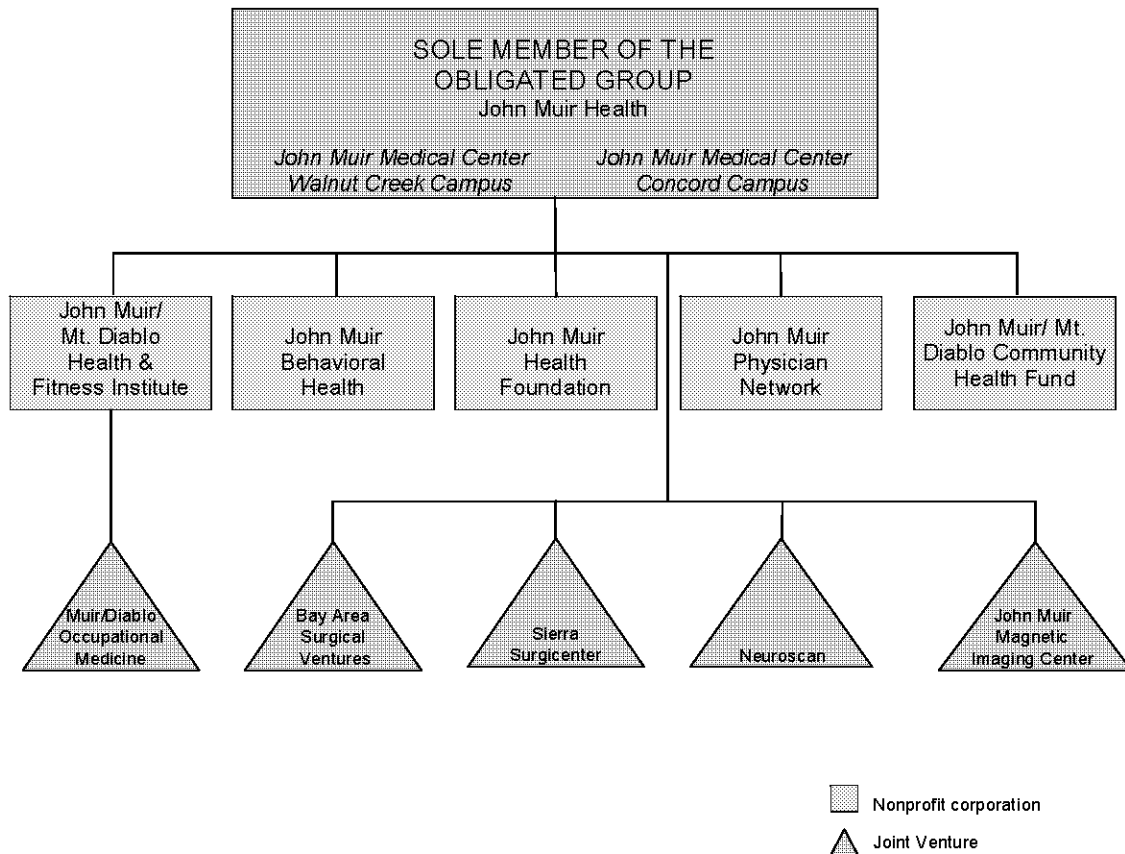 SOLE MEMBER OF THE
OBLIGATED GROUP
John Muir Health
John Muir Medical Center
Walnut Creek Campus
John Muir Medical Center
Concord Campus
John Muir/
Mt. Diablo
Health &
Fitness Institute
John Muir
Behavioral
Health
John Muir
Health
Foundation
John Muir
Physician
Network
John Muir/ Mt.
Diablo Community
Health Fund
Muir/Diablo
Occupational
Medicine
Bay Area
Surgical
Ventures
Sierra
Surgicenter
Neuroscan
John Muir
Magnetic
Imaging Center
Nonprofit corporation
Joint Venture